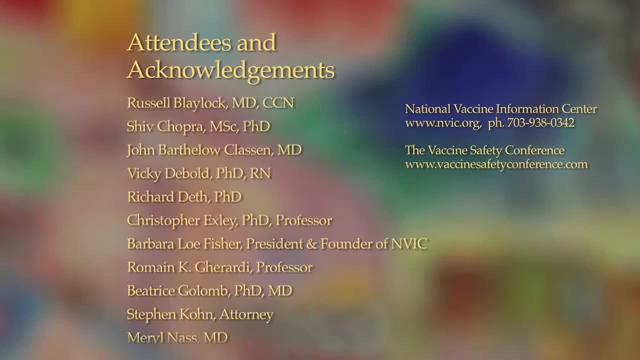 Attendees and
Acknowledgements
Russell Blaylock, MD, CCN
Shiv Chopra, MSc, PhD
John Barthelow Classen, MD
Vicky Debold, PhD, RN
Richard Deth, PhD
Christopher Exley, PhD, Professor
Barbara Loe Fisher, President & Founder of NVIC
Romain K. Gherardi, Professor
Beatrice Golomb, PhD, MD
Stephen Kohn, Attorney
Meryl Nass, MD
National Vaccine Information Center
www.nvic.org, ph. 703-938-0342
The Vaccine Safety Conference
www.vaccinesafetyconference.com